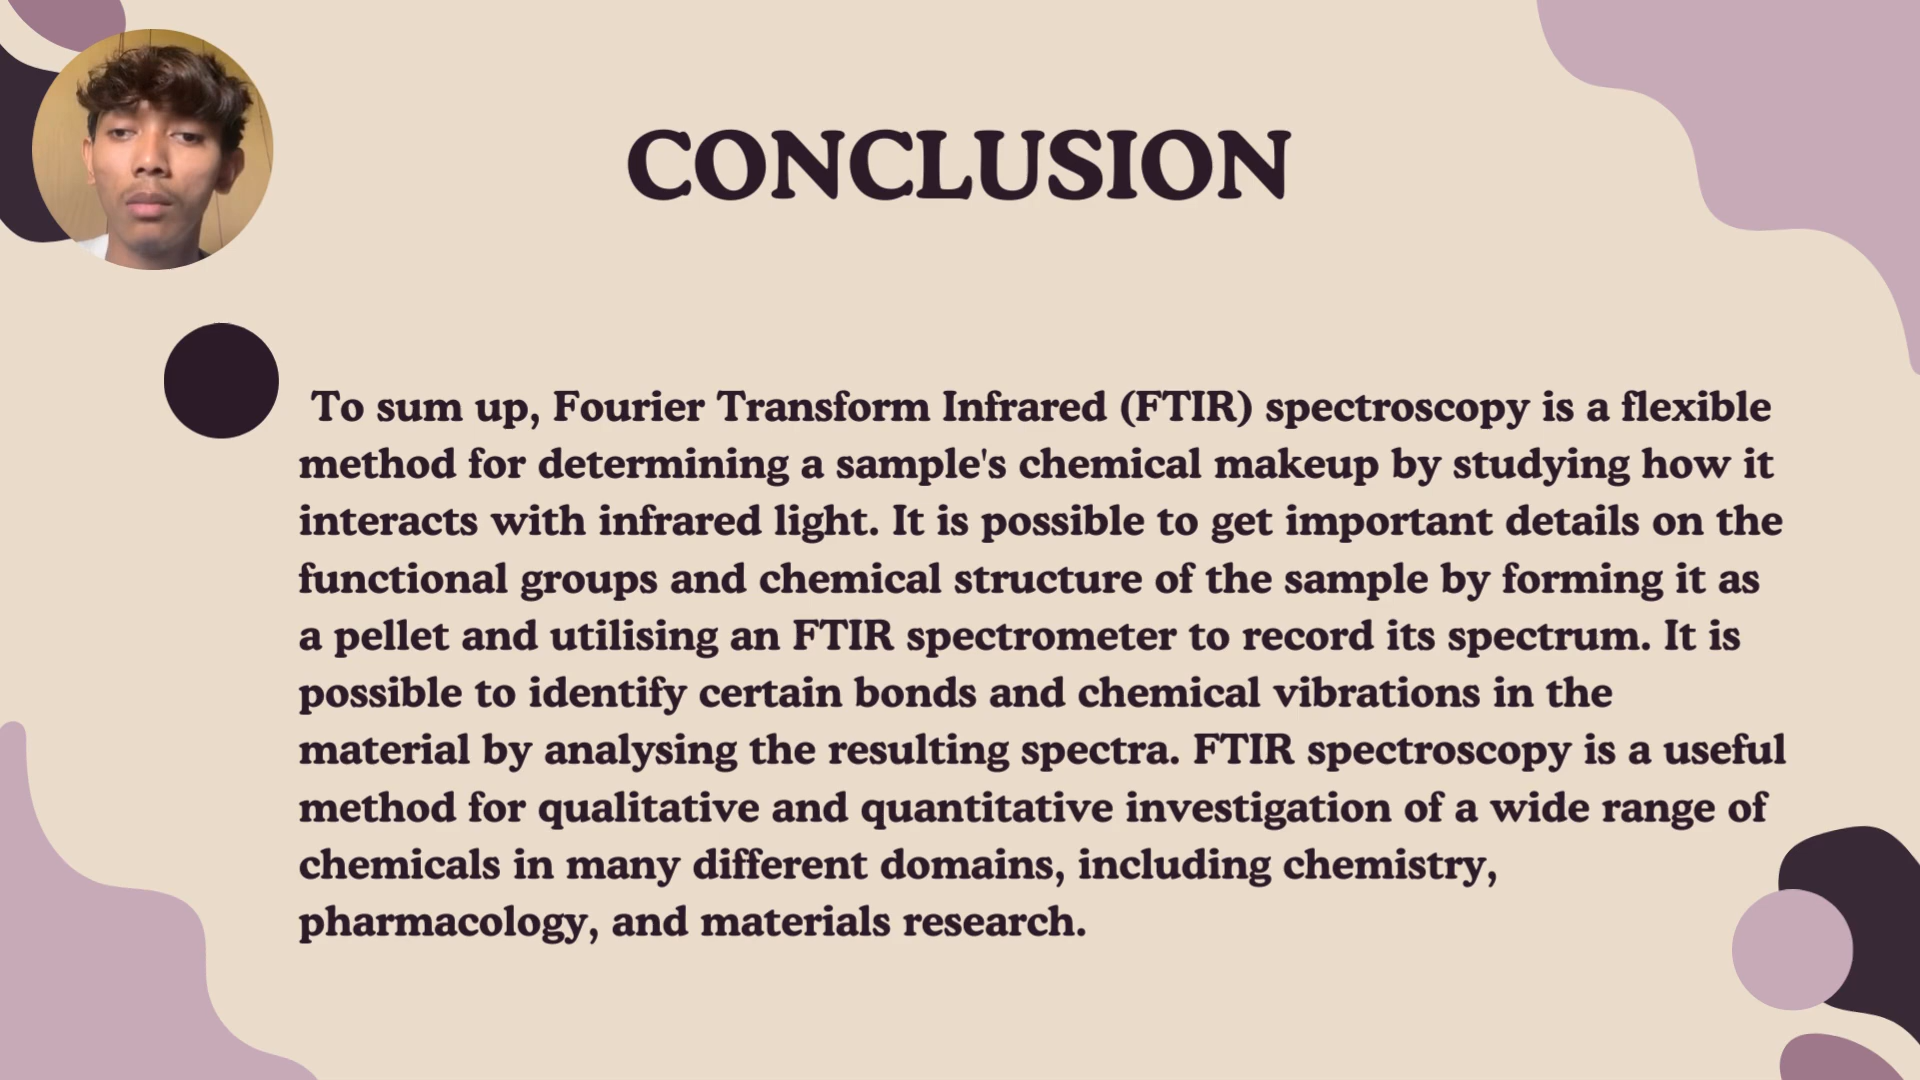 CONCLUSION
To sum up, Fourier Transform Infrared (FTIR) spectroscopy is a flexible
method for determining a sample's chemical makeup by studying how it
interacts with infrared light. It is possible to get important details on the
functional groups and chemical structure of the sample by forming it as
a pellet and utilising an FTIR spectrometer to record its spectrum. It is
possible to identify certain bonds and chemical vibrations in the
material by analysing the resulting spectra. FTIR spectroscopy is a useful
method for qualitative and quantitative investigation of a wide range of
chemicals in many different domains, including chemistry,
pharmacology, and materials research.